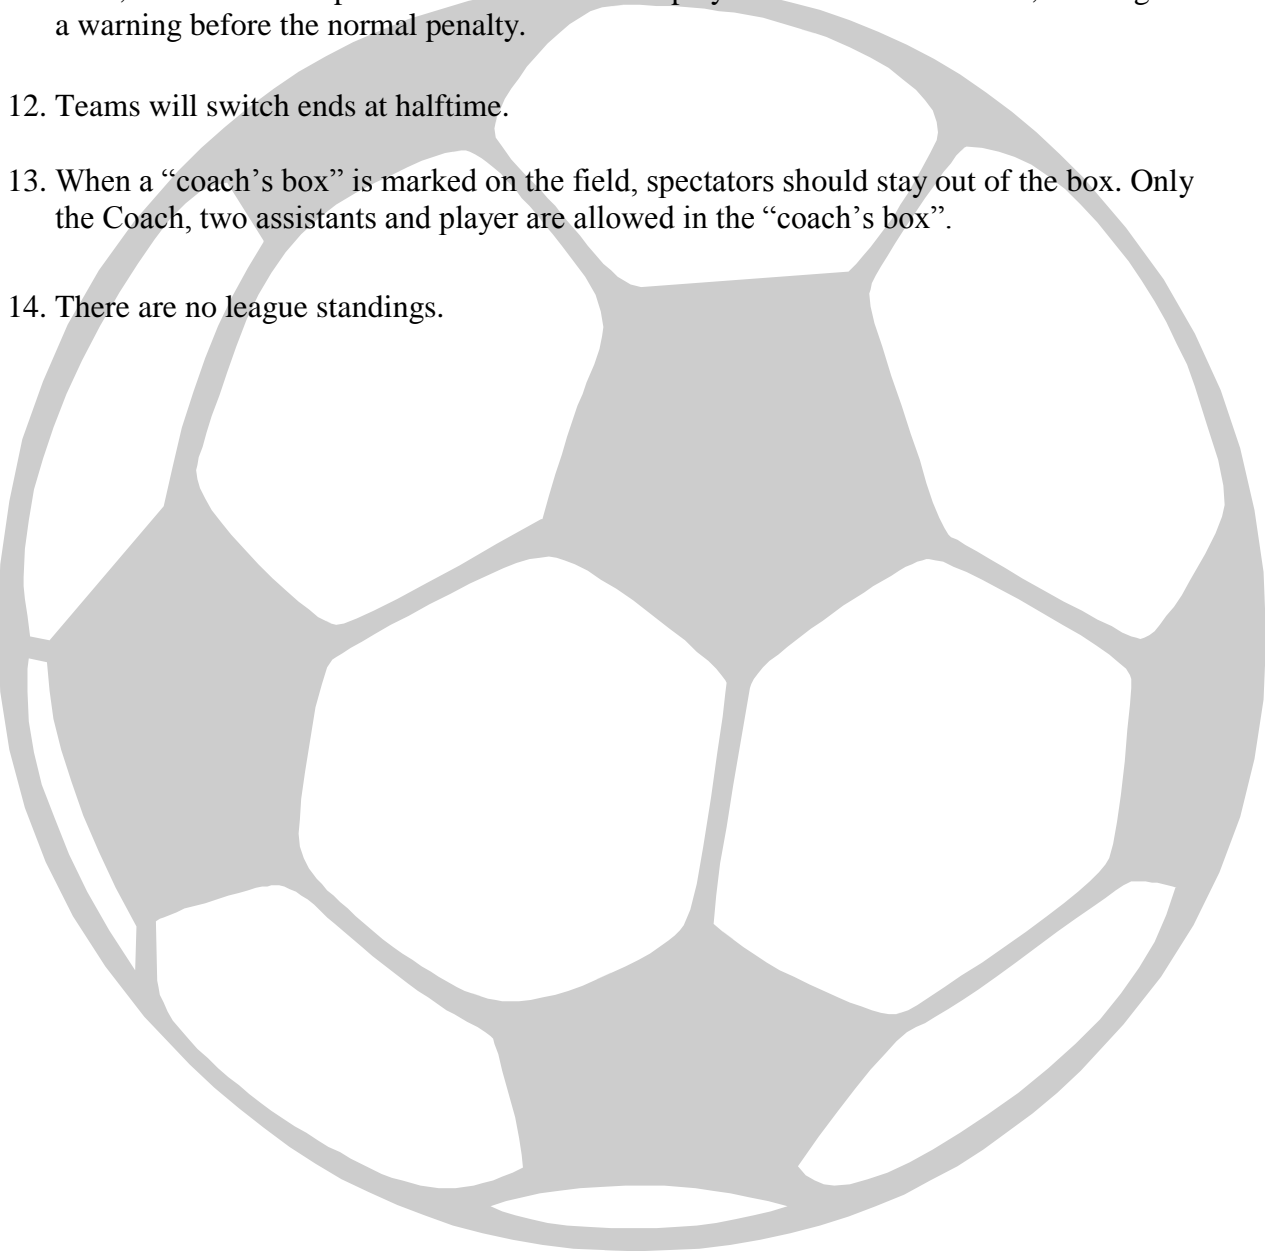 a warning before the normal penalty.
12. Teams will switch ends at halftime.
13. When a “coach’s box” is marked on the field, spectators should stay out of the box. Only
the Coach, two assistants and player are allowed in the “coach’s box”.
14. There are no league standings.